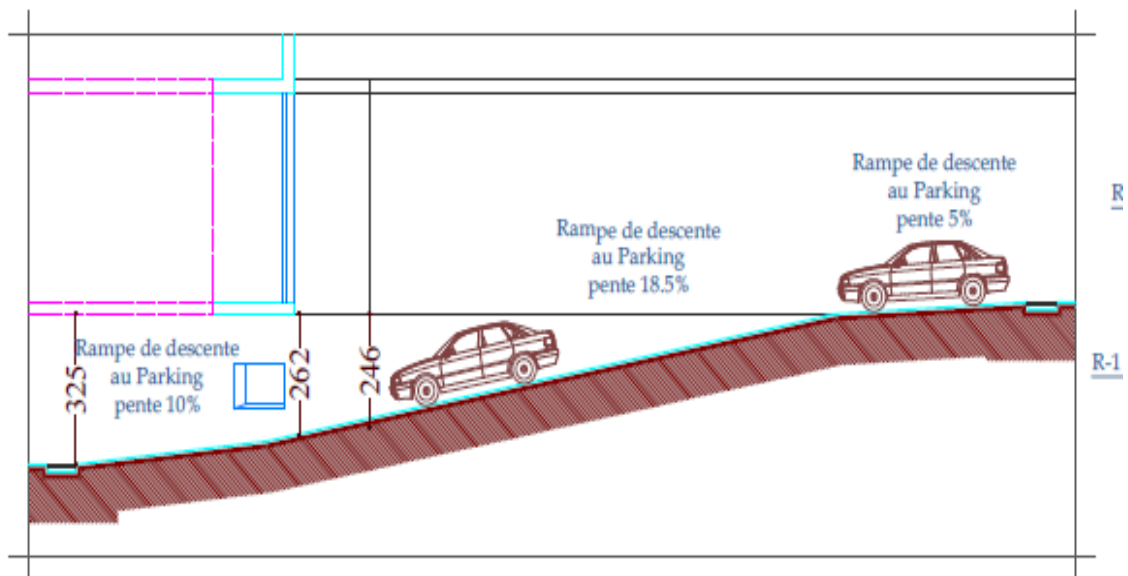 Rampe de descente
au Parking
pente 5%
Rampe de descente
au Parking
pente 18.5%
Rampe de descente
au Parking
pente 10%
325
262
246
R
R-1